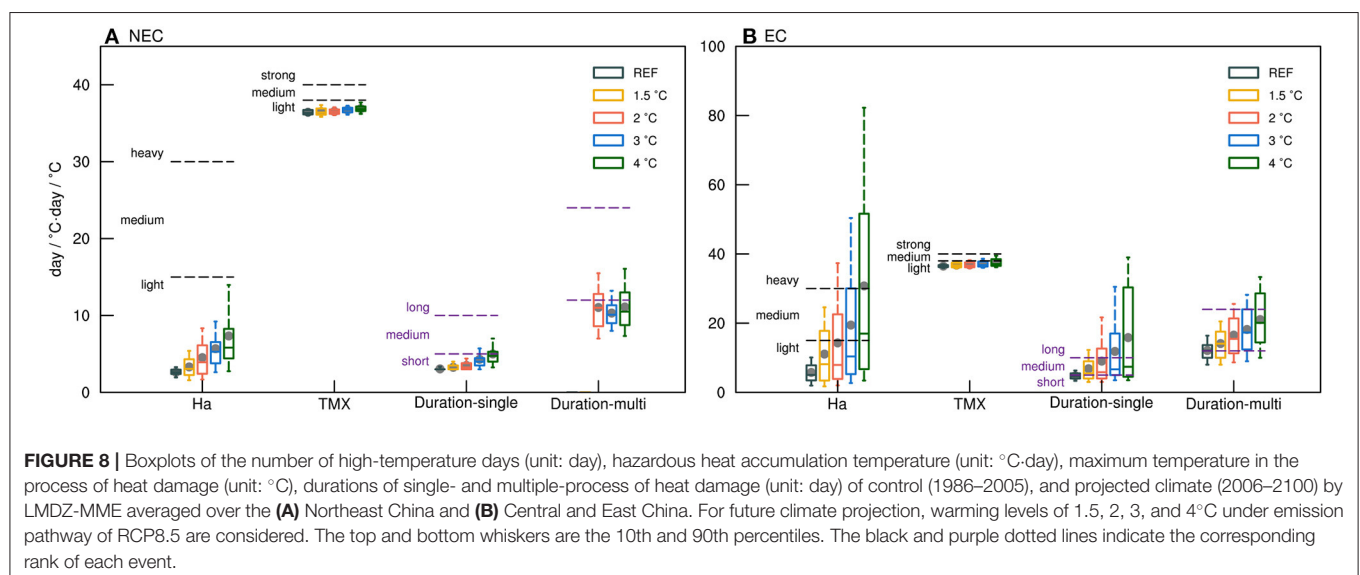 A NEC
day / °C·day / °C
40
30
20
10
0
strong
medium
light
heavy
medium
light
long
medium
short
REF
1.5 °C
2 °C
3 °C
4 °C
Ha
TMX
Duration-single
Duration-multi
B EC
100
80
60
40
20
0
strong
medium
light
heavy
medium
light
long
medium
short
REF
1.5 °C
2 °C
3 °C
4 °C
Ha
TMX
Duration-single
Duration-multi
FIGURE 8 | Boxplots of the number of high-temperature days (unit: day), hazardous heat accumulation temperature (unit: °C·day), maximum temperature in the
process of heat damage (unit: °C), durations of single- and multiple-process of heat damage (unit: day) of control (1986–2005), and projected climate (2006–2100) by
LMDZ-MME averaged over the (A) Northeast China and (B) Central and East China. For future climate projection, warming levels of 1.5, 2, 3, and 4°C under emission
pathway of RCP8.5 are considered. The top and bottom whiskers are the 10th and 90th percentiles. The black and purple dotted lines indicate the corresponding
rank of each event.